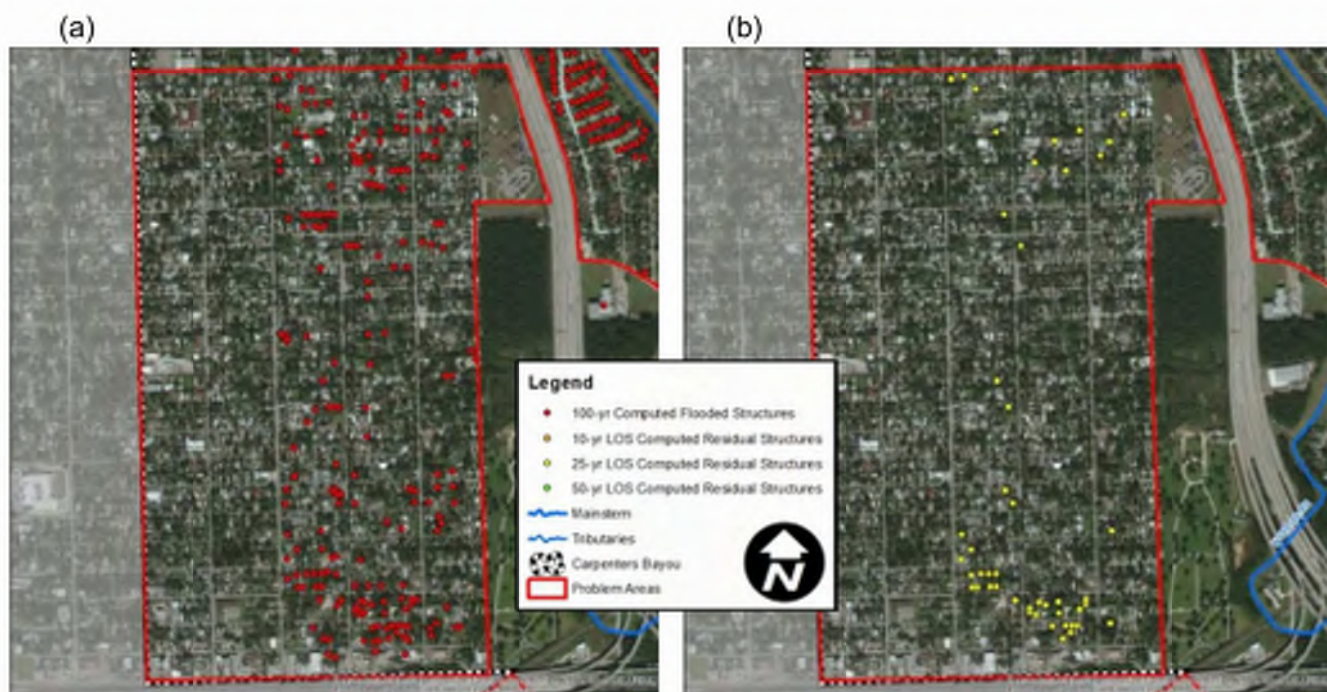 (a)
(b)
Legend
100-yr Computed Flooded Structures
10-yr LOS Computed Residual Structures
25-yr LOS Computed Residual Structures
50-yr LOS Computed Residual Structures
Mainstem
Tributaries
Carpenters Bayou
Problem Areas
N